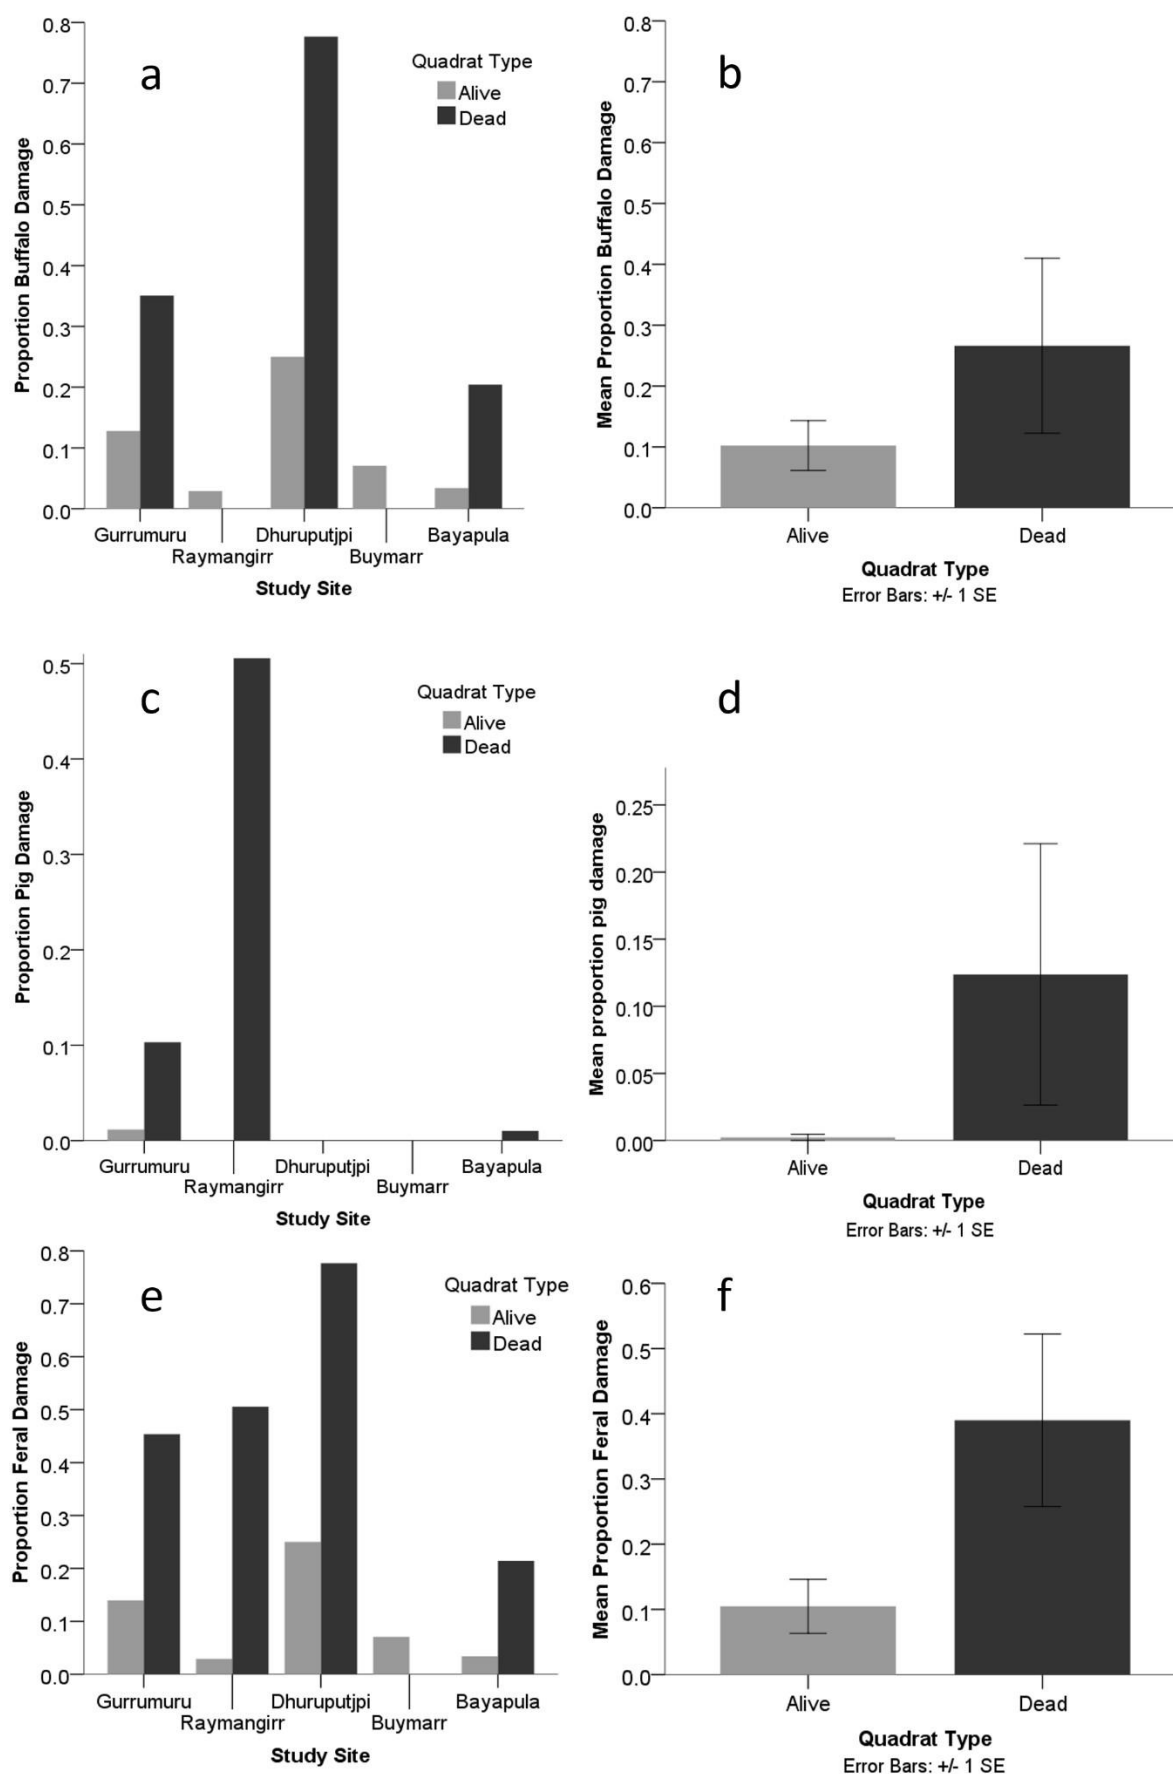 a
Quadrat Type
Alive
Dead
Proportion Buffalo Damage
0.8
0.7
0.6
0.5
0.4
0.3
0.2
0.1
0.0
Gurrumuru
Raymangirr
Dhuruputjpi
Buymarr
Bayapula
Study Site
b
Mean Proportion Buffalo Damage
0.8
0.7
0.6
0.5
0.4
0.3
0.2
0.1
0.0
Alive
Dead
Quadrat Type
Error Bars: +/- 1 SE
c
Quadrat Type
Alive
Dead
Proportion Pig Damage
0.5
0.4
0.3
0.2
0.1
0.0
Gurrumuru
Raymangirr
Dhuruputjpi
Buymarr
Bayapula
Study Site
d
Mean proportion pig damage
0.25
0.20
0.15
0.10
0.05
0.00
Alive
Dead
Quadrat Type
Error Bars: +/- 1 SE
e
Quadrat Type
Alive
Dead
Proportion Feral Damage
0.8
0.7
0.6
0.5
0.4
0.3
0.2
0.1
0.0
Gurrumuru
Raymangirr
Dhuruputjpi
Buymarr
Bayapula
Study Site
f
Mean Proportion Feral Damage
0.6
0.5
0.4
0.3
0.2
0.1
0.0
Alive
Dead
Quadrat Type
Error Bars: +/- 1 SE